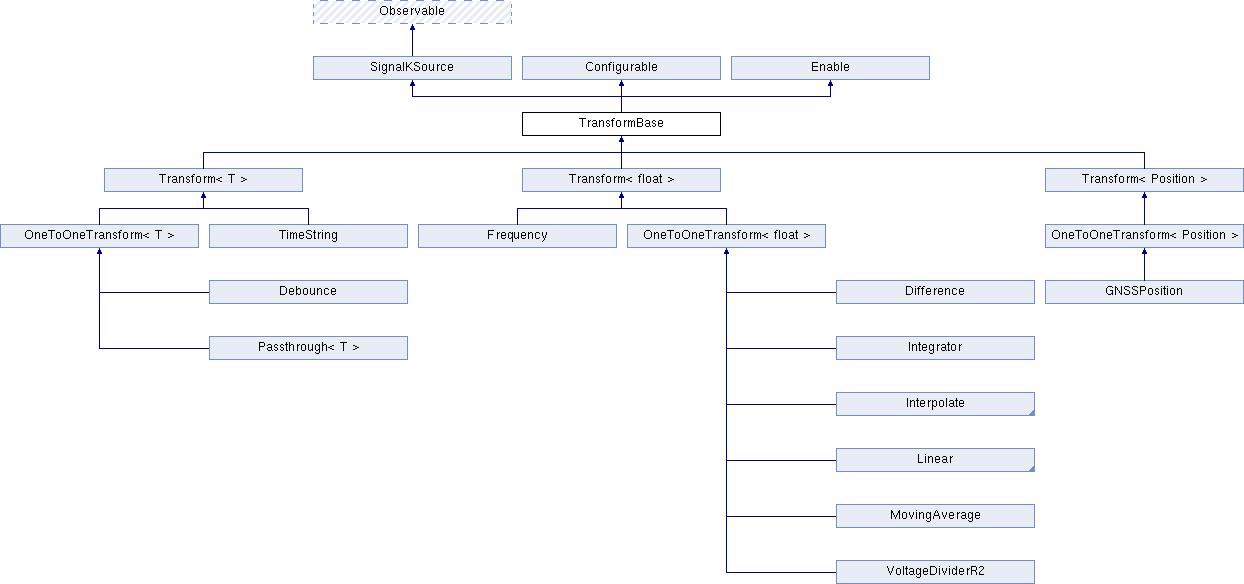 Observable
SignalKSource
Configurable
Enable
TransformBase
Transform< T >
Transform< float >
Transform< Position >
OneToOneTransform< T >
TimeString
Frequency
OneToOneTransform< float >
OneToOneTransform< Position >
Debounce
Difference
GNSSPosition
Passthrough< T >
Integrator
Interpolate
Linear
MovingAverage
VoltageDividerR2